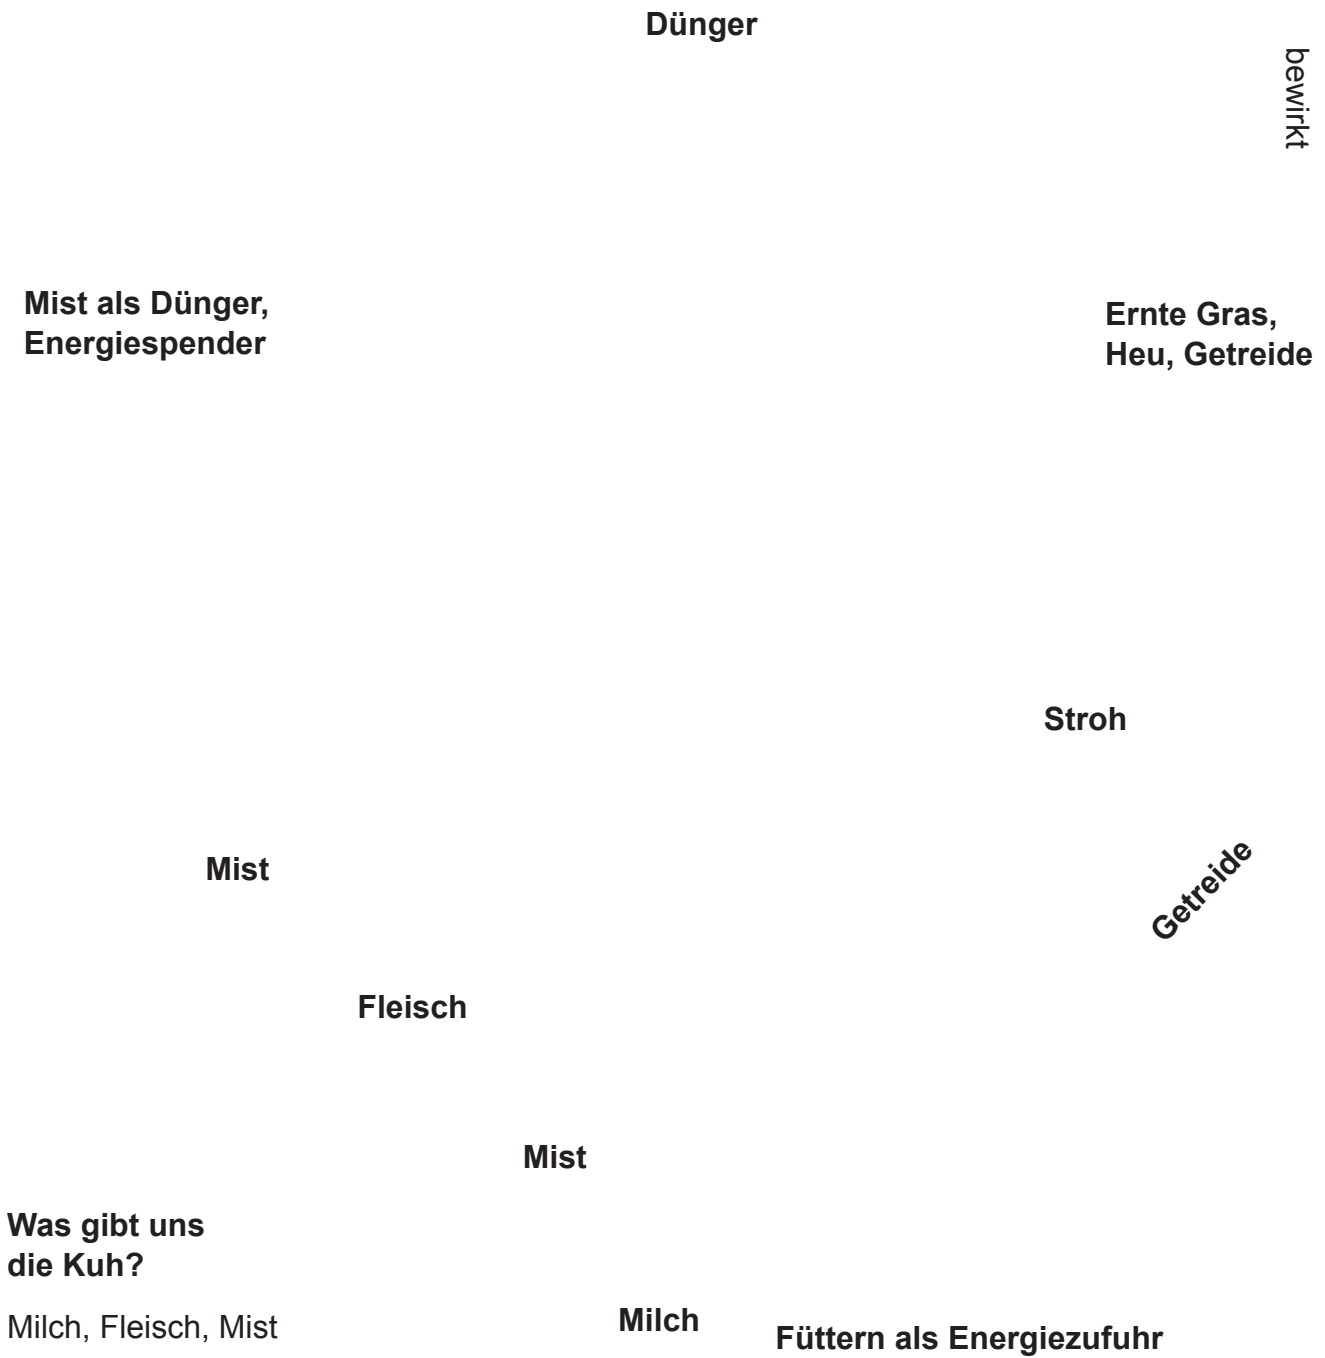 Dünger
bewirkt
Mist als Dünger,
Energiespender
Ernte Gras,
Heu, Getreide
Stroh
Mist
Getreide
Fleisch
Mist
Was gibt uns
die Kuh?
Milch, Fleisch, Mist
Milch
Füttern als Energiezufuhr